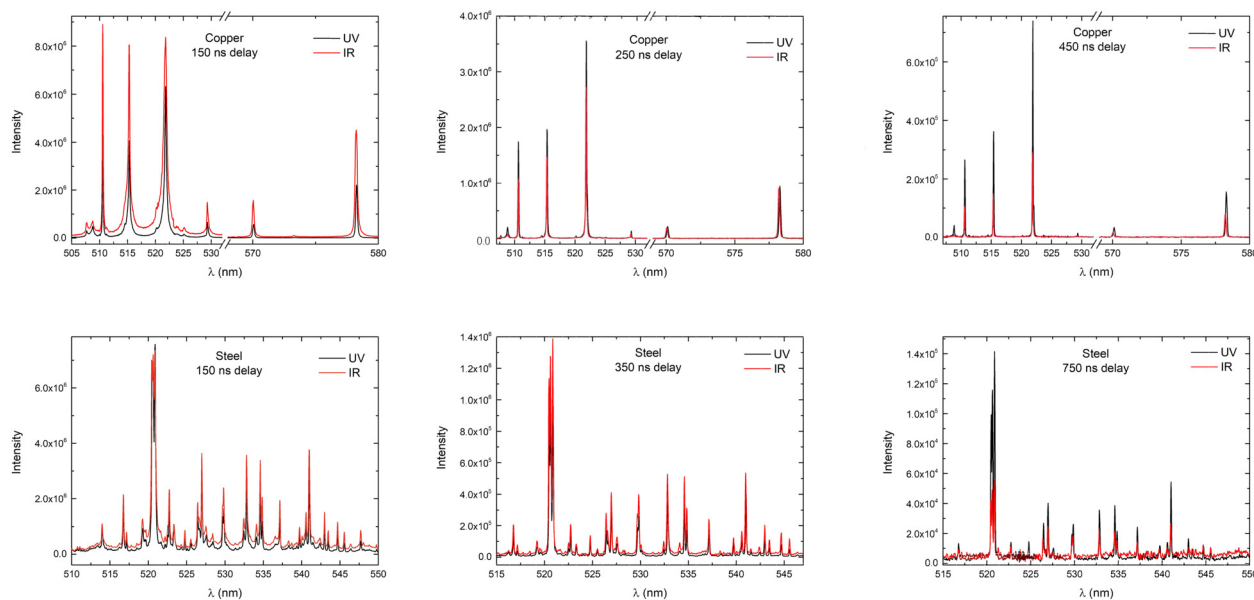 Copper
150 ns delay
UV
IR
8.0x10⁶
6.0x10⁶
4.0x10⁶
2.0x10⁶
0.0
Intensity
505 510 515 520 525 530 570 575 580
λ (nm)
Copper
250 ns delay
UV
IR
4.0x10⁶
3.0x10⁶
2.0x10⁶
1.0x10⁶
0.0
Intensity
510 515 520 525 530 570 575 580
λ (nm)
Copper
450 ns delay
UV
IR
6.0x10⁵
4.0x10⁵
2.0x10⁵
0.0
Intensity
510 515 520 525 530 570 575 580
λ (nm)
Steel
150 ns delay
UV
IR
6.0x10⁶
4.0x10⁶
2.0x10⁶
0.0
Intensity
510 515 520 525 530 535 540 545 550
λ (nm)
Steel
350 ns delay
UV
IR
1.4x10⁶
1.2x10⁶
1.0x10⁶
8.0x10⁵
6.0x10⁵
4.0x10⁵
2.0x10⁵
0.0
Intensity
515 520 525 530 535 540 545
λ (nm)
Steel
750 ns delay
UV
IR
1.4x10⁵
1.2x10⁵
1.0x10⁵
8.0x10⁴
6.0x10⁴
4.0x10⁴
2.0x10⁴
0.0
Intensity
515 520 525 530 535 540 545 550
λ (nm)